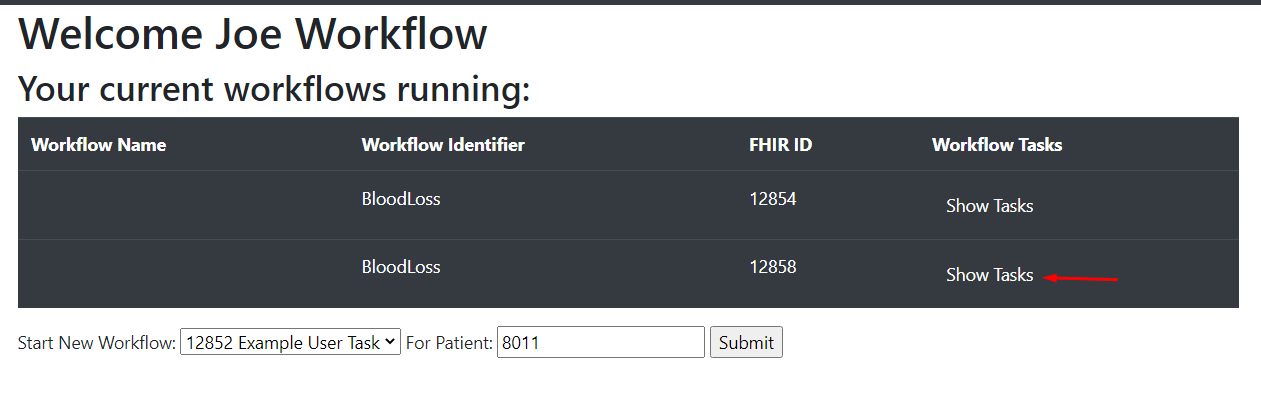 Welcome Joe Workflow
Your current workflows running:
Workflow Name Workflow Identifier FHIR ID Workflow Tasks
BloodLoss 12854 Show Tasks
BloodLoss 12858 Show Tasks
Start New Workflow: 12852 Example User Task For Patient: 8011 Submit